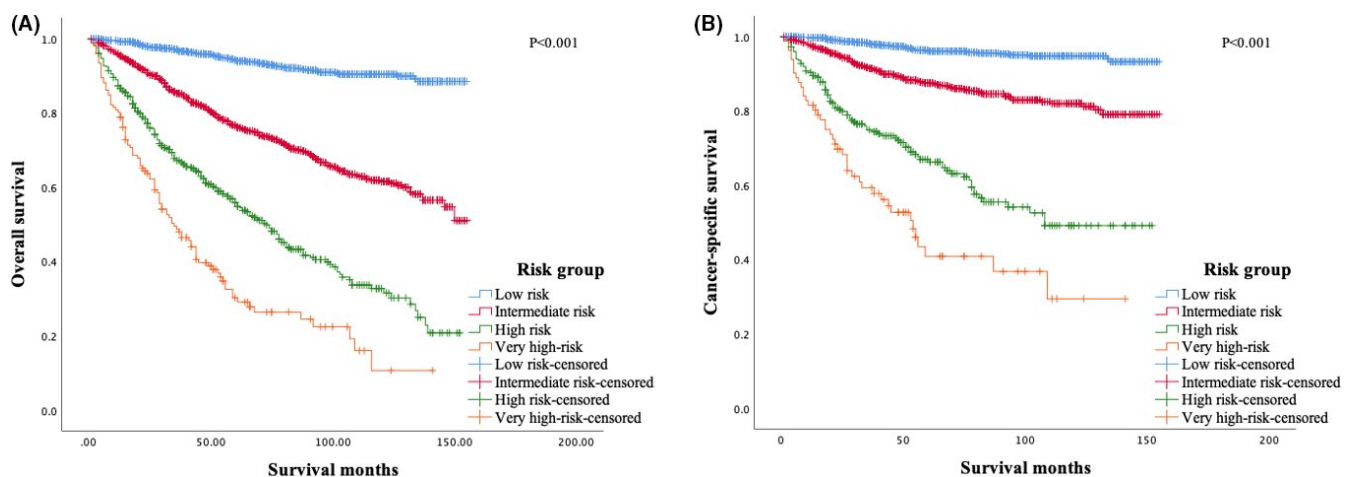 (A)
1.0
0.8
0.6
0.4
0.2
0.0
Overall survival
P<0.001
Risk group
Low risk
Intermediate risk
High risk
Very high-risk
Low risk-censored
Intermediate risk-censored
High risk-censored
Very high-risk-censored
.00 50.00 100.00 150.00 200.00
Survival months
(B)
1.0
0.8
0.6
0.4
0.2
0.0
Cancer-specific survival
P<0.001
Risk group
Low risk
Intermediate risk
High risk
Very high-risk
Low risk-censored
Intermediate risk-censored
High risk-censored
Very high-risk-censored
0 50 100 150 200
Survival months